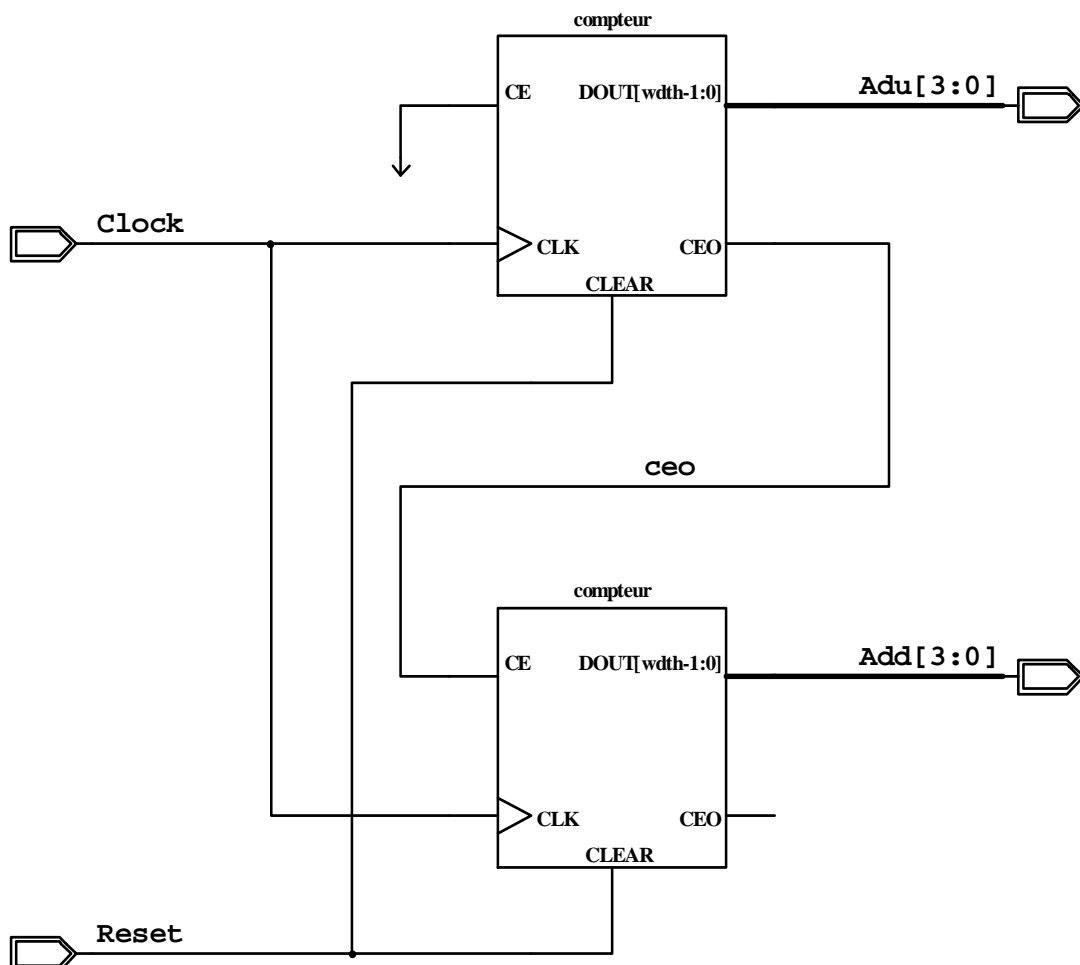 compteur
CE DOUT[wdth-1:0] Adu[3:0]
Clock
CLK CEO
CLEAR
ceo
compteur
CE DOUT[wdth-1:0] Add[3:0]
CLK CEO
CLEAR
Reset